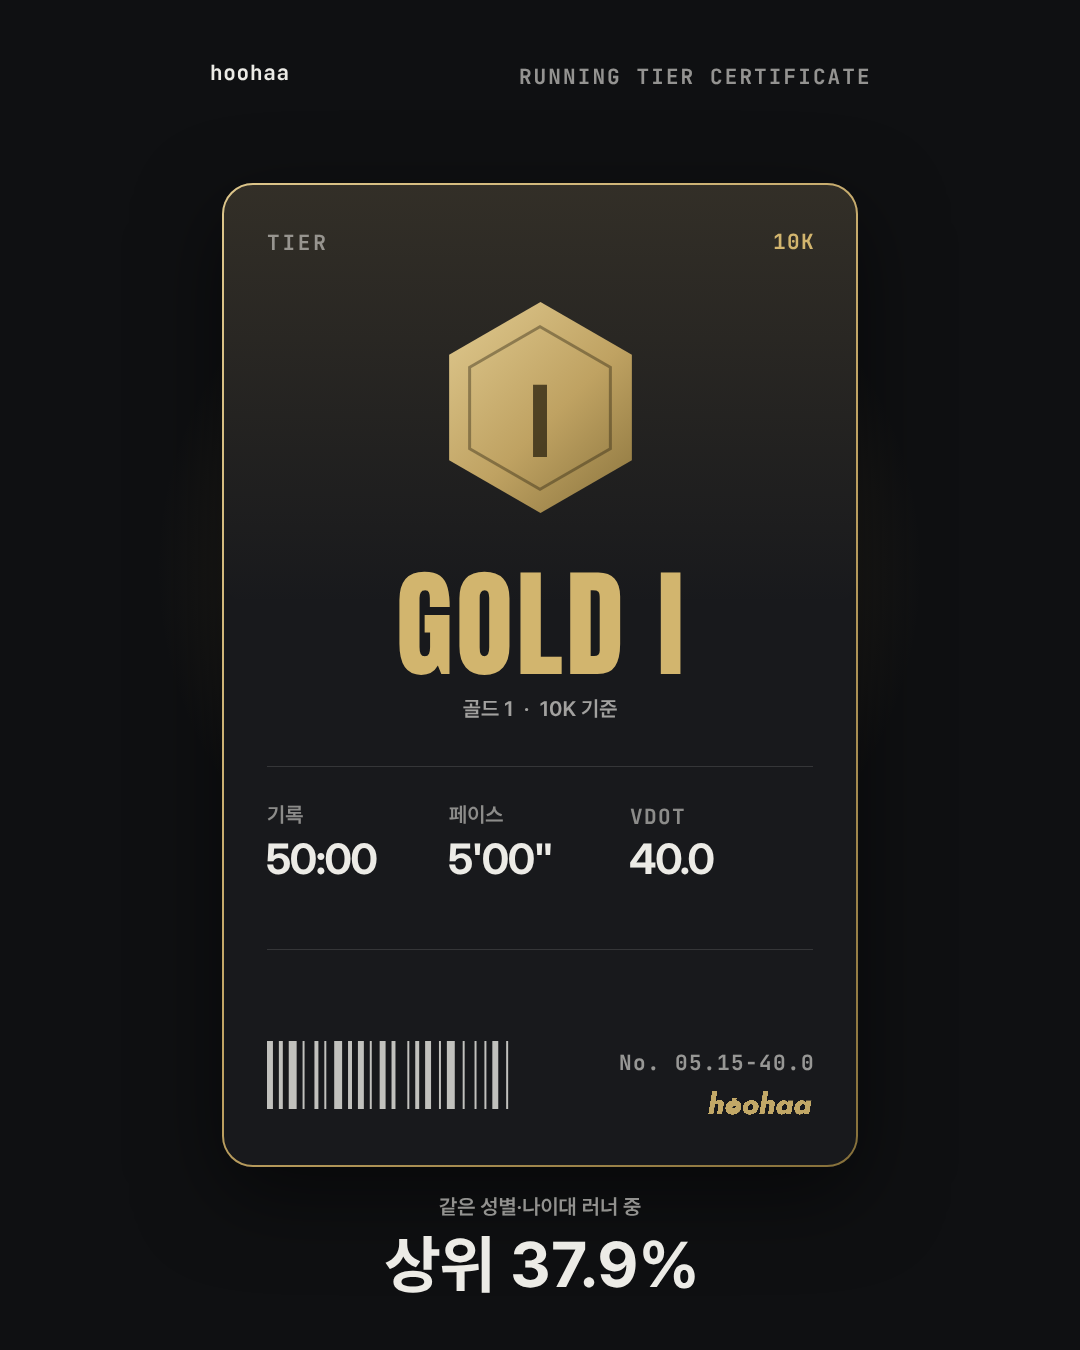 hoohaa
RUNNING TIER CERTIFICATE
TIER
10K
I
GOLD I
골드 1 · 10K 기준
기록
50:00
페이스
5'00"
VDOT
40.0
No. 05.15-40.0
hoohaa
같은 성별·나이대 러너 중
상위 37.9%